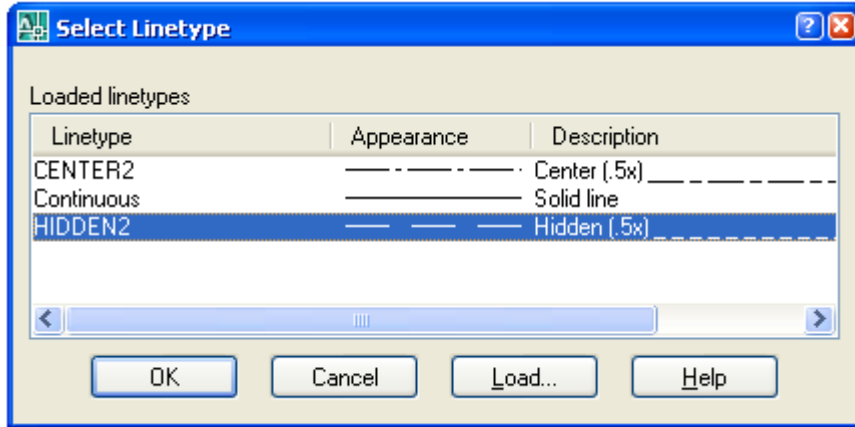 Select Linetype
Loaded linetypes
Linetype Appearance Description
CENTER2 Center (.5x)
Continuous Solid line
HIDDEN2 Hidden (.5x)
OK Cancel Load... Help